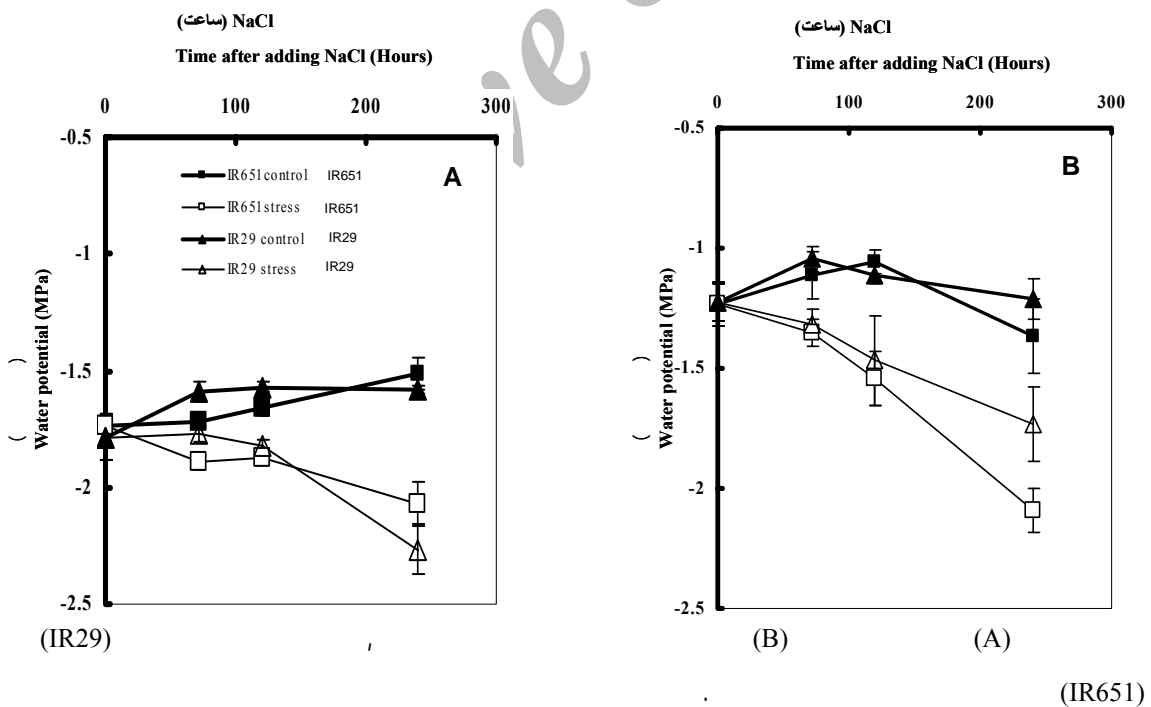 NaCl (ساعت)
Time after adding NaCl (Hours)
0 100 200 300
-0.5
-1
-1.5
-2
-2.5
Water potential (MPa)
( )
A
IR651 control IR651
IR651 stress IR651
IR29 control IR29
IR29 stress IR29
NaCl (ساعت)
Time after adding NaCl (Hours)
0 100 200 300
-0.5
-1
-1.5
-2
-2.5
Water potential (MPa)
( )
B
(IR29) , (B) (A)
. (IR651)